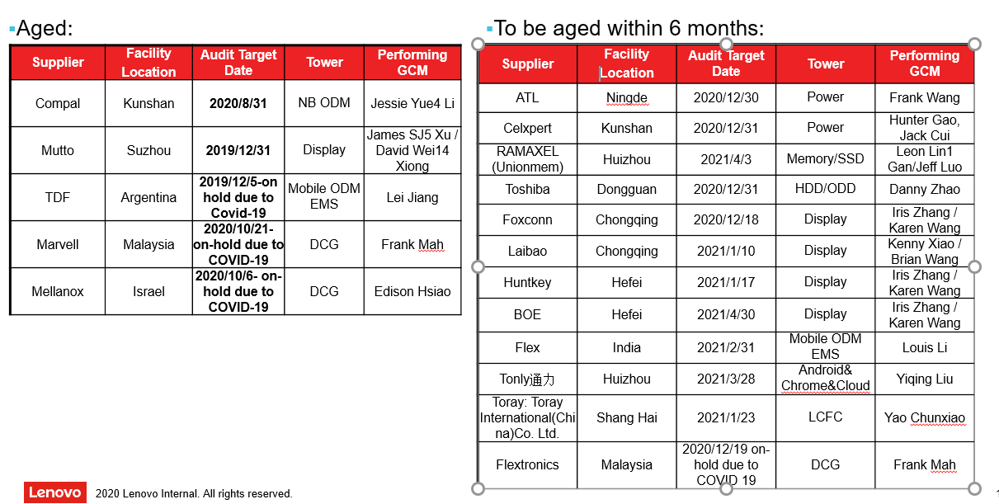 Aged:
Supplier
Facility
Location
Audit Target
Date
Tower
Performing
GCM
Compal
Kunshan
2020/8/31
NB ODM
Jessie Yue4 Li
Mutto
Suzhou
2019/12/31
Display
James SJ5 Xu /
David Wei14
Xiong
TDF
Argentina
2019/12/5-on
hold due to
Covid-19
Mobile ODM
EMS
Lei Jiang
Marvell
Malaysia
2020/10/21-
on-hold due to
COVID-19
DCG
Frank Mah
Mellanox
Israel
2020/10/6- on-
hold due to
COVID-19
DCG
Edison Hsiao
To be aged within 6 months:
Supplier
Facility
Location
Audit Target
Date
Tower
Performing
GCM
ATL
Ningde
2020/12/30
Power
Frank Wang
Celxpert
Kunshan
2020/12/31
Power
Hunter Gao,
Jack Cui
RAMAXEL
(Unionmem)
Huizhou
2021/4/3
Memory/SSD
Leon Lin1
Gan/Jeff Luo
Toshiba
Dongguan
2020/12/31
HDD/ODD
Danny Zhao
Foxconn
Chongqing
2020/12/18
Display
Iris Zhang /
Karen Wang
Laibao
Chongqing
2021/1/10
Display
Kenny Xiao /
Brian Wang
Huntkey
Hefei
2021/1/17
Display
Iris Zhang /
Karen Wang
BOE
Hefei
2021/4/30
Display
Iris Zhang /
Karen Wang
Flex
India
2021/2/31
Mobile ODM
EMS
Louis Li
Tonly通力
Huizhou
2021/3/28
Android&
Chrome&Cloud
Yiqing Liu
Toray: Toray
International(Chi
na)Co. Ltd.
Shang Hai
2021/1/23
LCFC
Yao Chunxiao
Flextronics
Malaysia
2020/12/19 on-
hold due to
COVID 19
DCG
Frank Mah
Lenovo
2020 Lenovo Internal. All rights reserved.